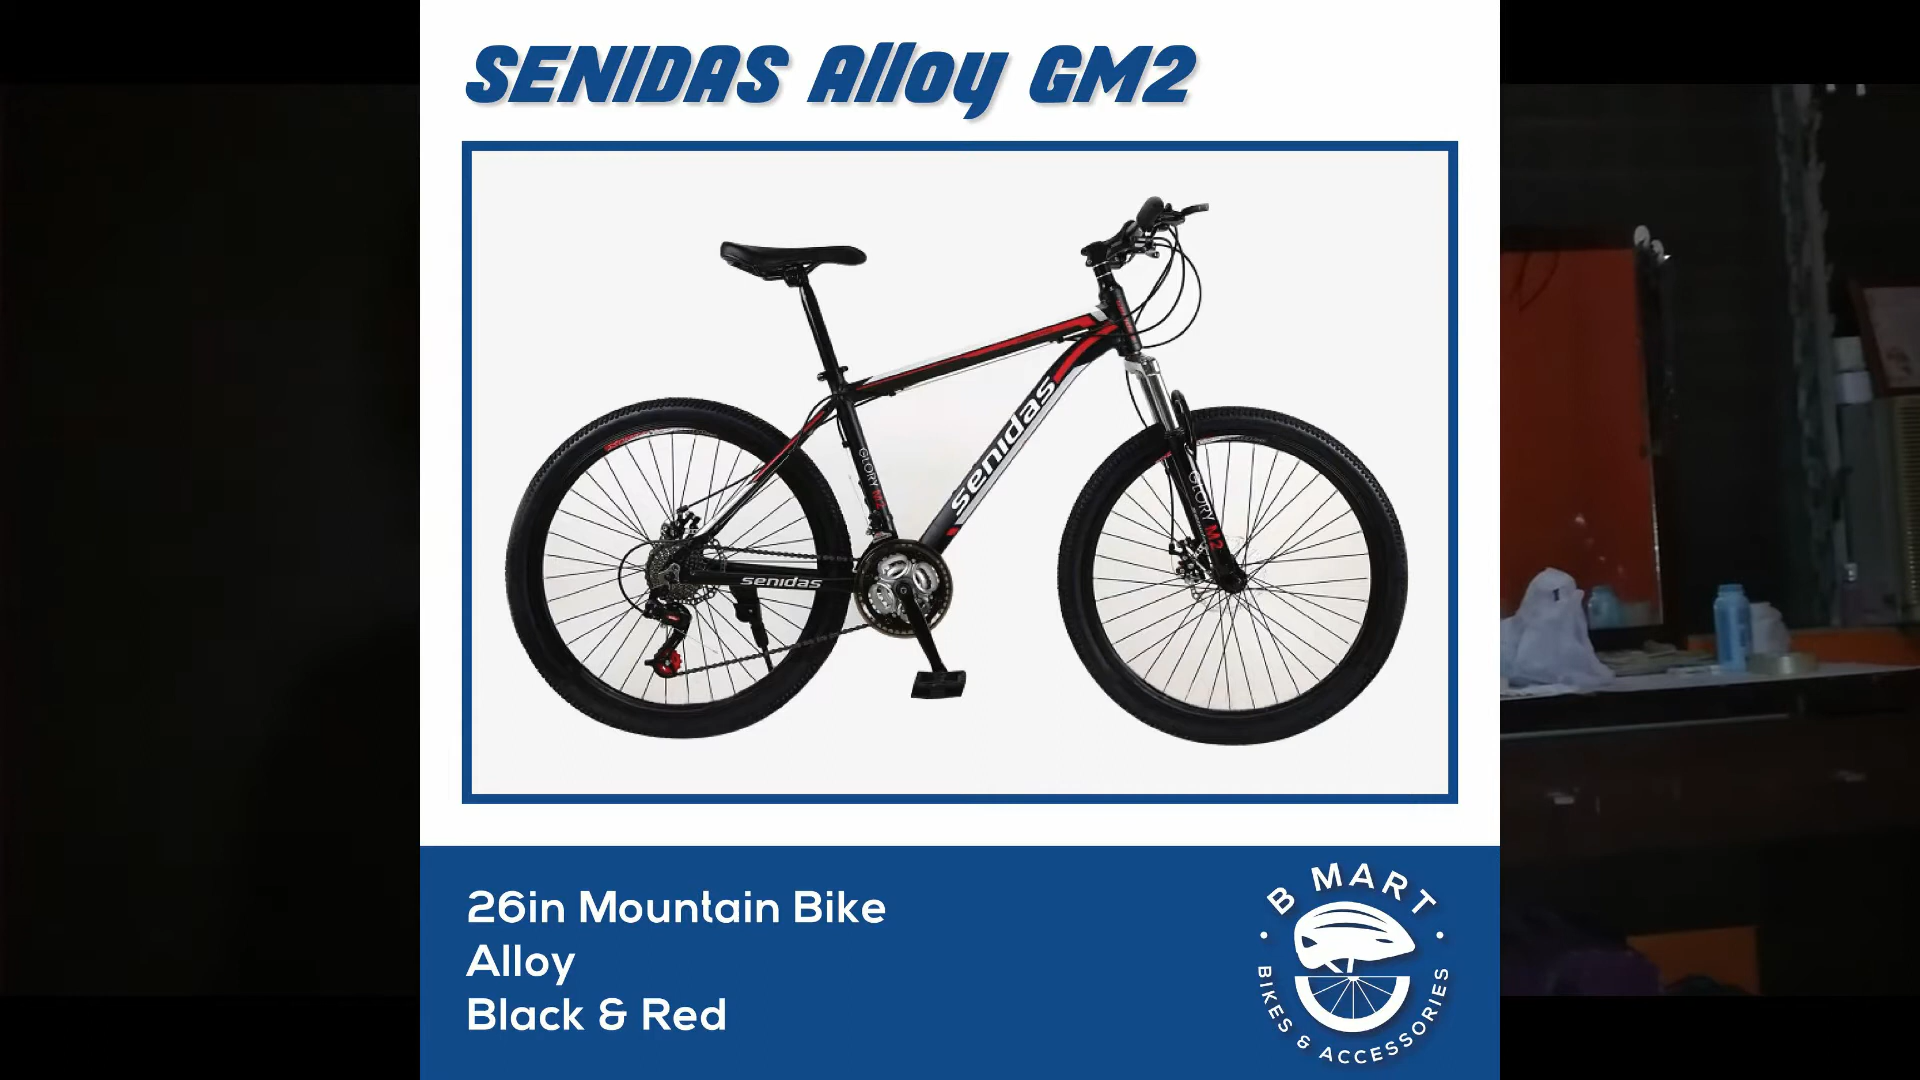 SENIDAS Alloy GM2
senidas
GLORY M2
GLORY M2
senidas
26in Mountain Bike
Alloy
Black & Red
B MART
BIKES & ACCESSORIES